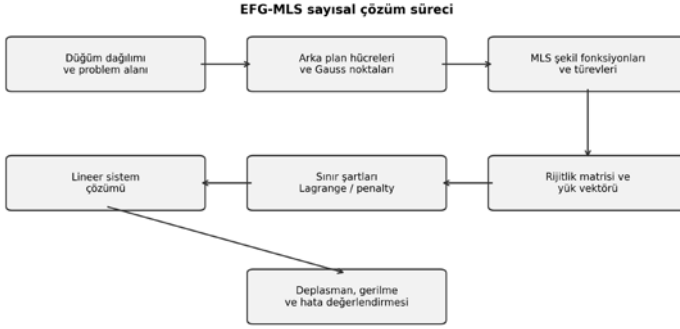 EFG-MLS sayısal çözüm süreci
Düğüm dağılımı
ve problem alanı
Arka plan hücreleri
ve Gauss noktaları
MLS şekil fonksiyonları
ve türevleri
Lineer sistem
çözümü
Sınır şartları
Lagrange / penalty
Rijitlik matrisi ve
yük vektörü
Deplasman, gerilme
ve hata değerlendirmesi